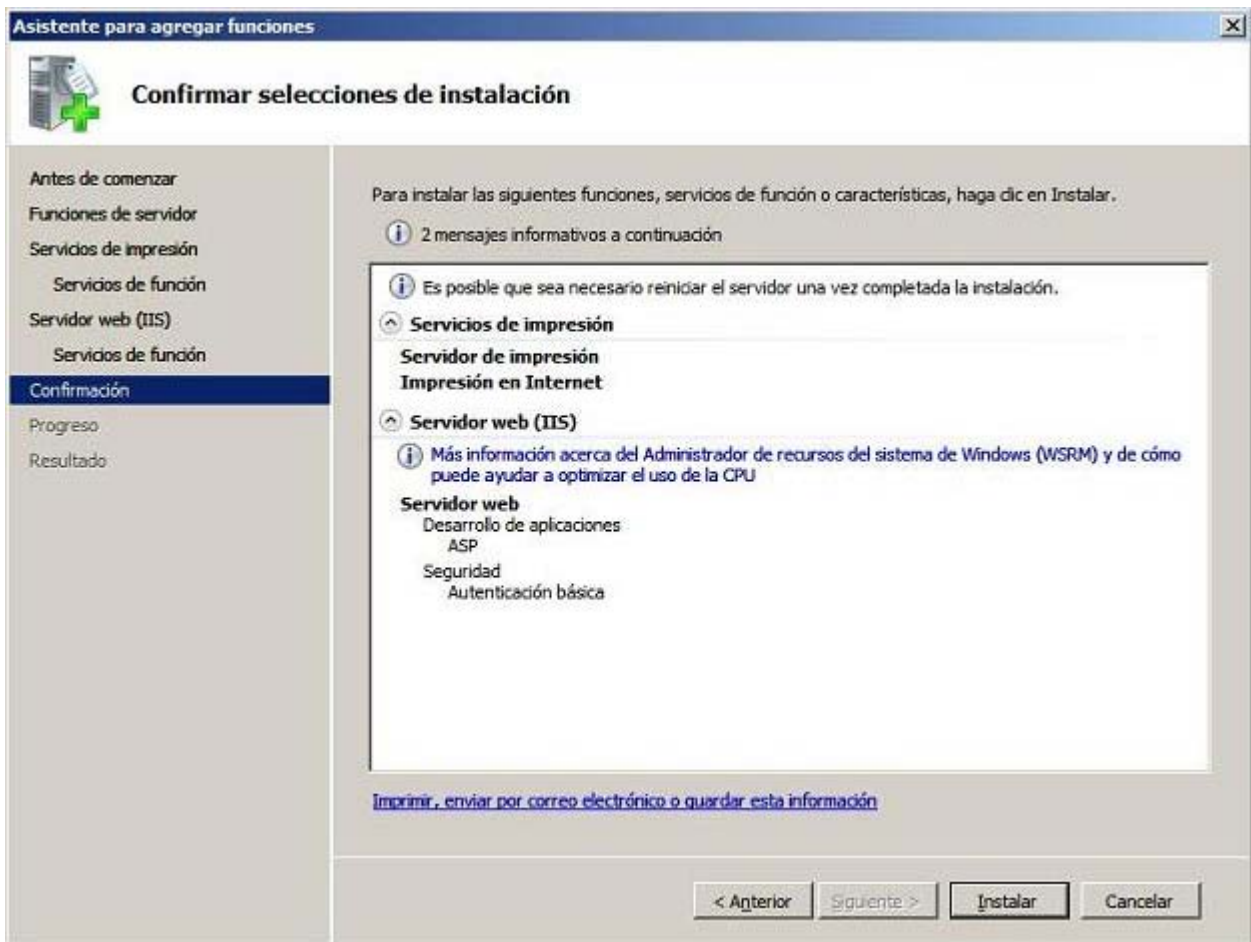 Asistente para agregar funciones
Confirmar selecciones de instalación
Antes de comenzar
Funciones de servidor
Servicios de impresión
Servicios de función
Servidor web (IIS)
Servicios de función
Confirmación
Progreso
Resultado
Para instalar las siguientes funciones, servicios de función o características, haga clic en Instalar.
2 mensajes informativos a continuación
Es posible que sea necesario reiniciar el servidor una vez completada la instalación.
Servicios de impresión
Servidor de impresión
Impresión en Internet
Servidor web (IIS)
Más información acerca del Administrador de recursos del sistema de Windows (WSRM) y de cómo
puede ayudar a optimizar el uso de la CPU
Servidor web
Desarrollo de aplicaciones
ASP
Seguridad
Autenticación básica
Imprimir, enviar por correo electrónico o guardar esta información
< Anterior
Siguiente >
Instalar
Cancelar